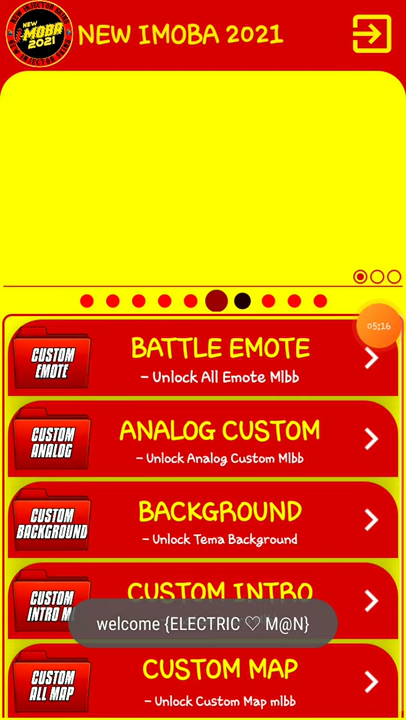 NEW
MOBA
2021
NEW IMOBA 2021
05:16
CUSTOM
EMOTE
BATTLE EMOTE
- Unlock All Emote Mlbb
CUSTOM
ANALOG
ANALOG CUSTOM
- Unlock Analog Custom Mlbb
CUSTOM
BACKGROUND
BACKGROUND
- Unlock Tema Background
CUSTOM
INTRO M
CUSTOM INTRO
welcome {ELECTRIC ♡ M@N}
CUSTOM
ALL MAP
CUSTOM MAP
- Unlock Custom Map mlbb